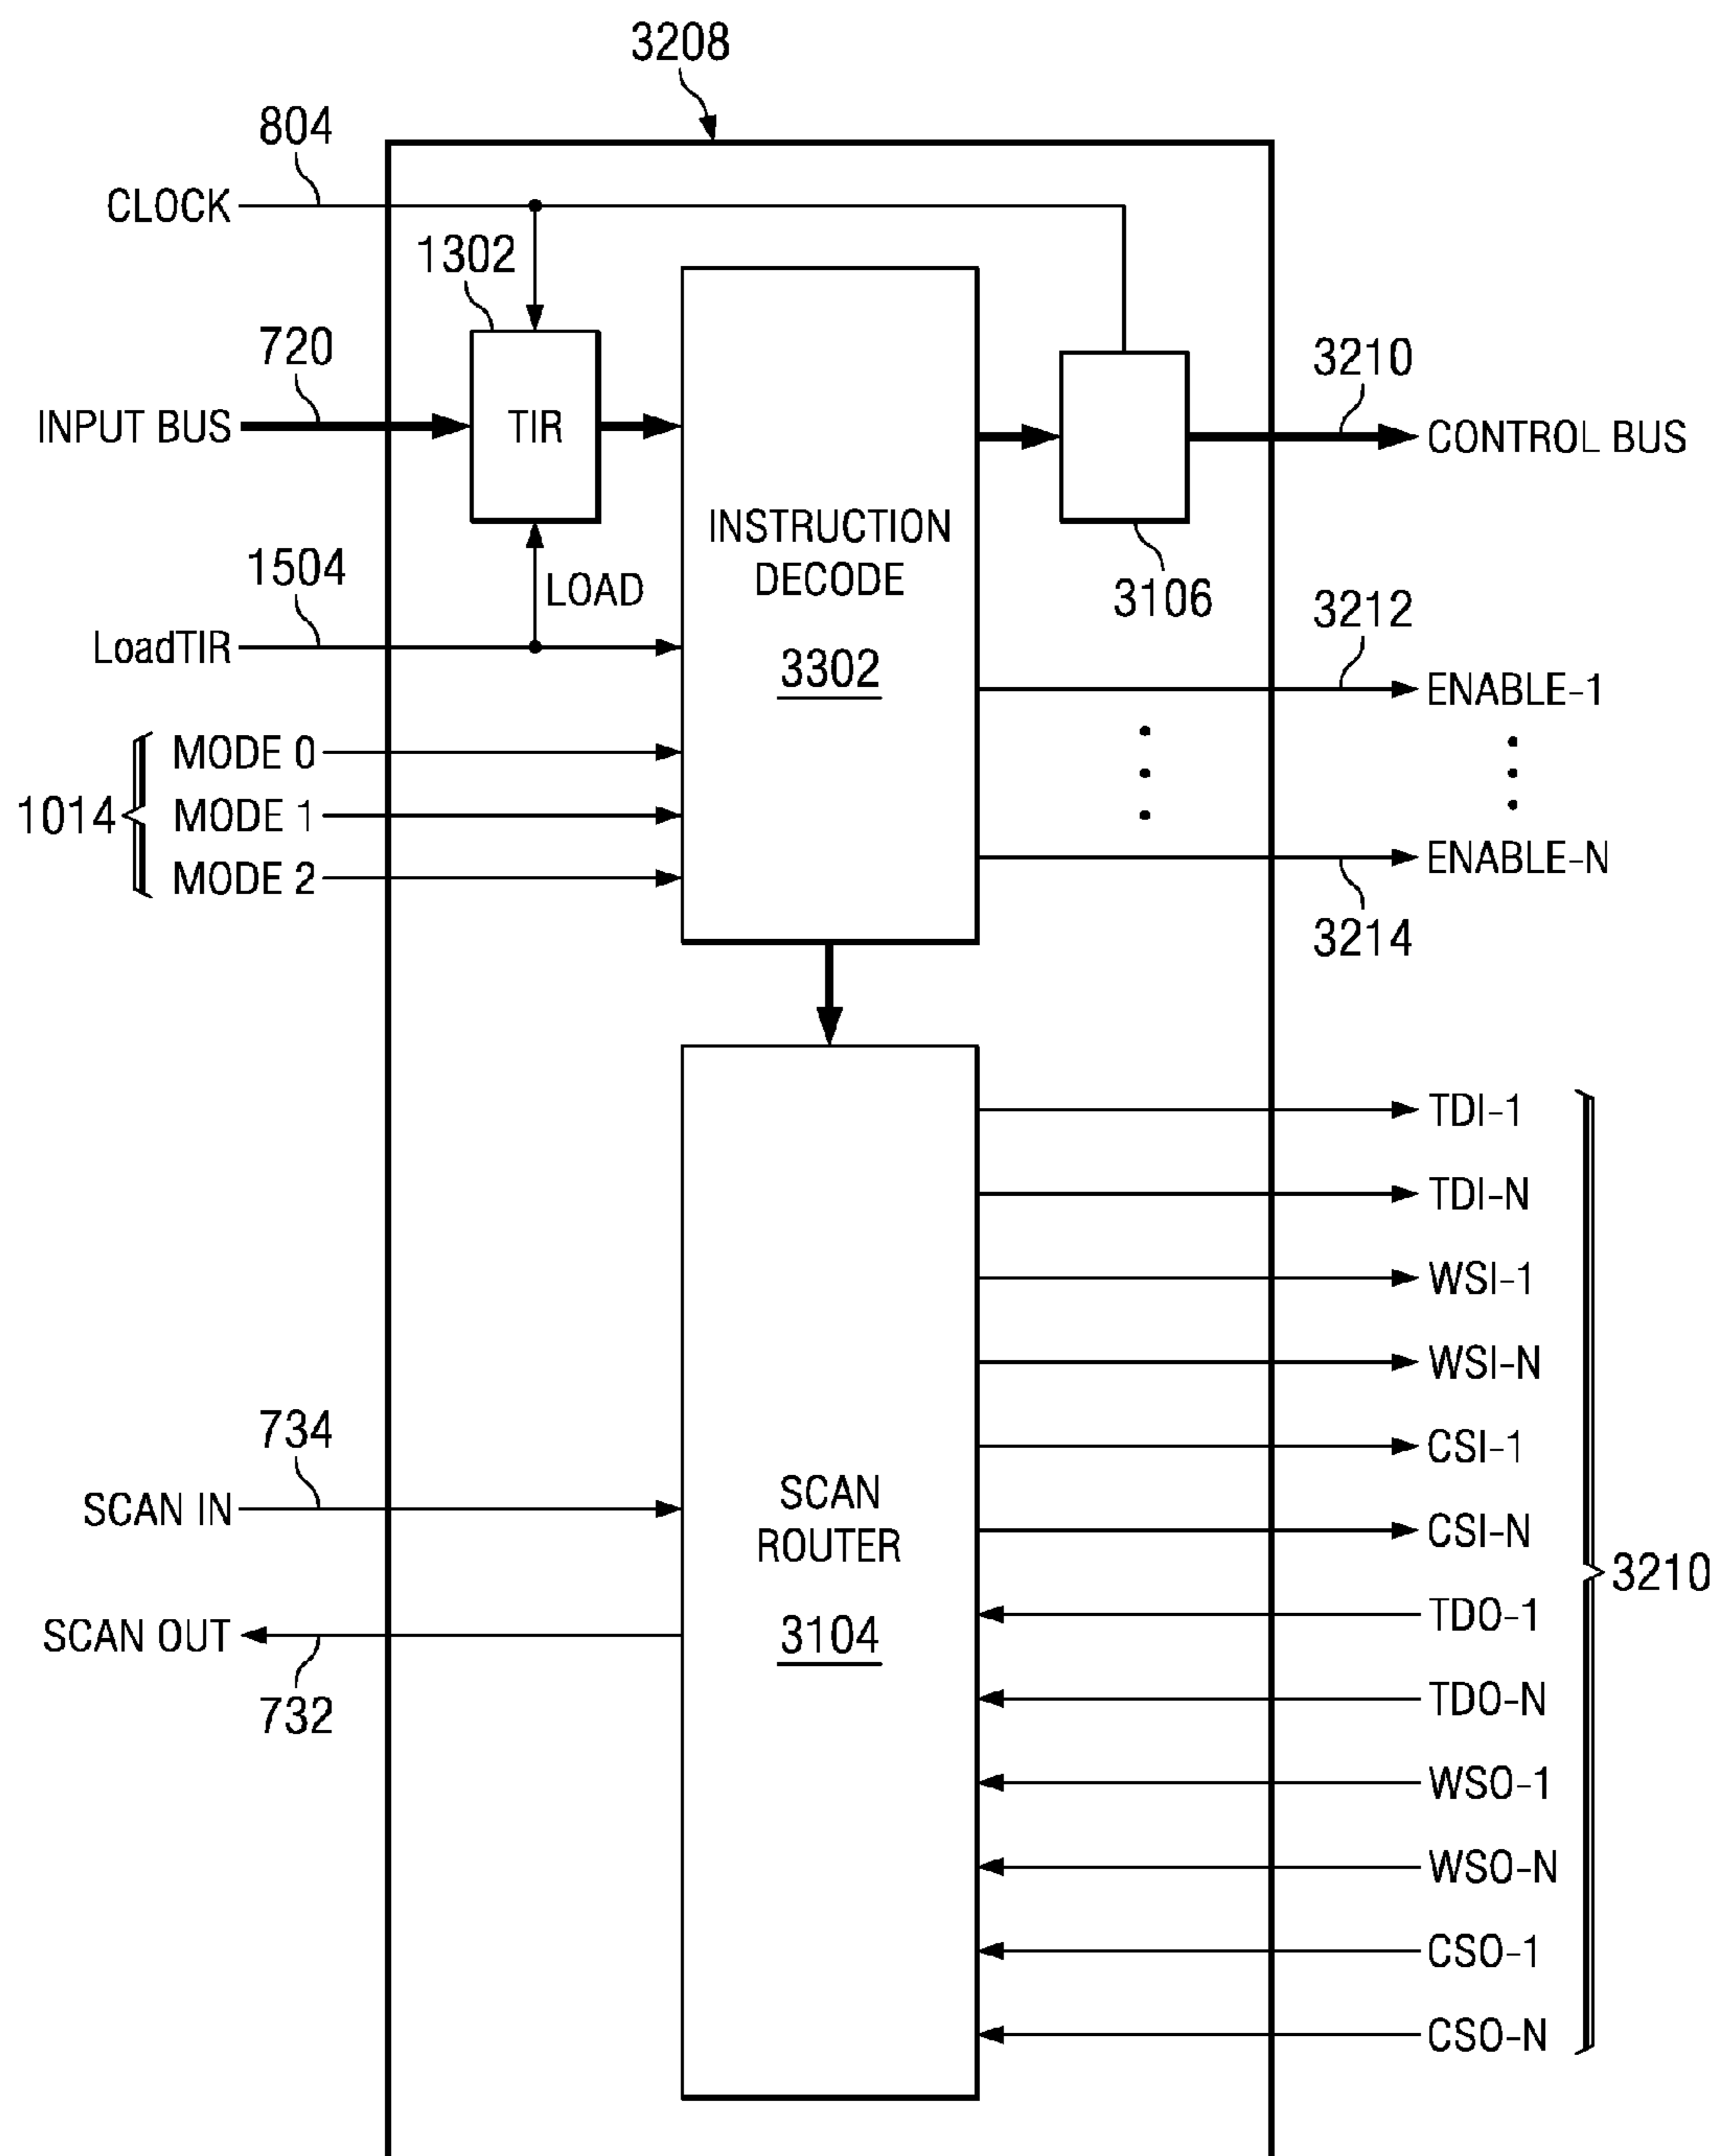 3208
804
CLOCK
1302
720
INPUT BUS
TIR
3210
CONTROL BUS
INSTRUCTION
DECODE
3302
3106
1504
LOAD
LoadTIR
3212
ENABLE-1
MODE 0
MODE 1
MODE 2
1014
ENABLE-N
3214
TDI-1
TDI-N
WSI-1
WSI-N
CSI-1
734
SCAN IN
SCAN
ROUTER
3104
CSI-N
3210
TDO-1
SCAN OUT
732
TDO-N
WSO-1
WSO-N
CSO-1
CSO-N